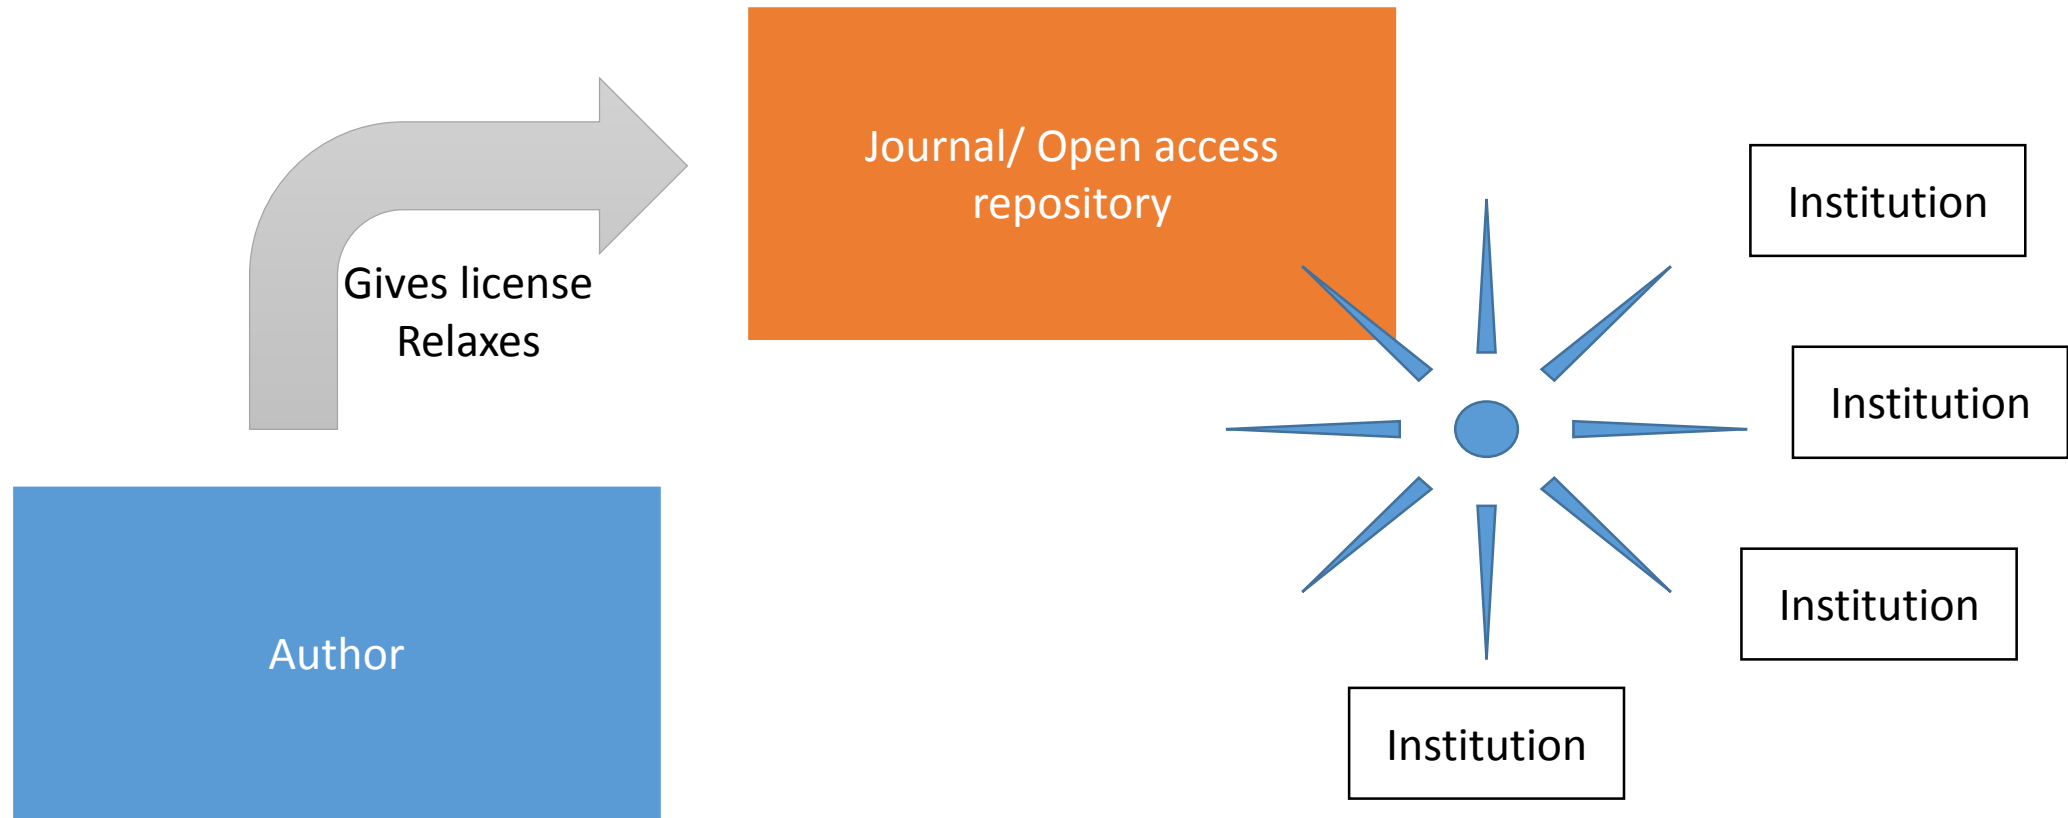 Journal/ Open access
repository
Institution
Gives license
Relaxes
Institution
Institution
Author
Institution